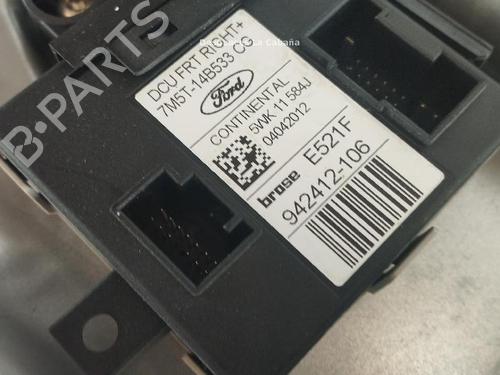 DCU FRT RIGHT+
7M5T-14B533 CG
Ford
CONTINENTAL
5WK 11 584J
04042012
brose E521F
942412-106
B-PARTS